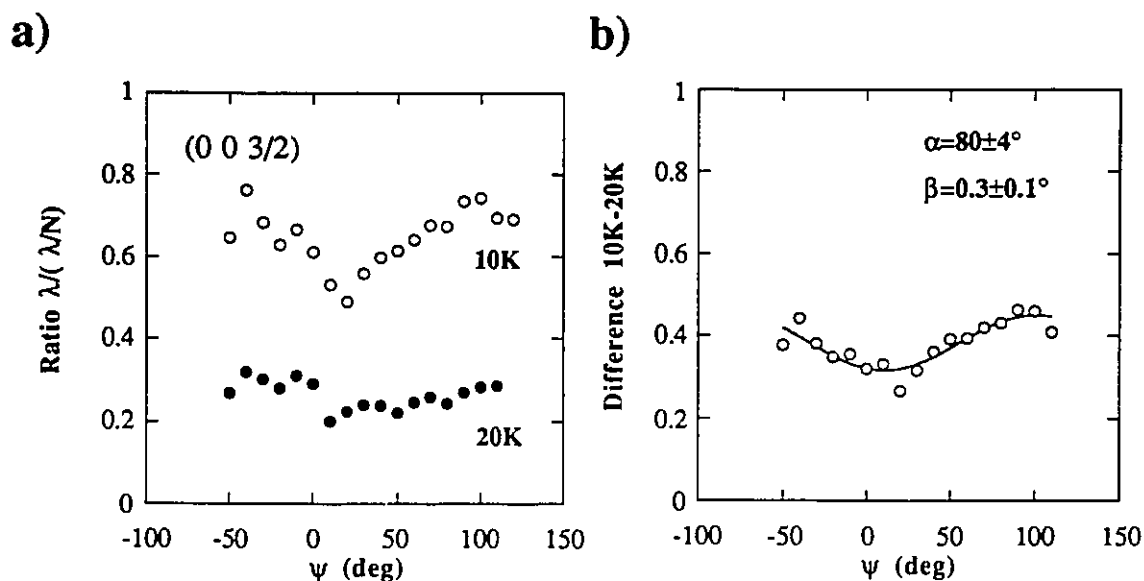 a)
Ratio λ/( λ/N)
1
0.8
0.6
0.4
0.2
0
(0 0 3/2)
10K
20K
-100 -50 0 50 100 150
ψ (deg)
b)
Difference 10K-20K
1
0.8
0.6
0.4
0.2
0
α=80±4°
β=0.3±0.1°
-100 -50 0 50 100 150
ψ (deg)